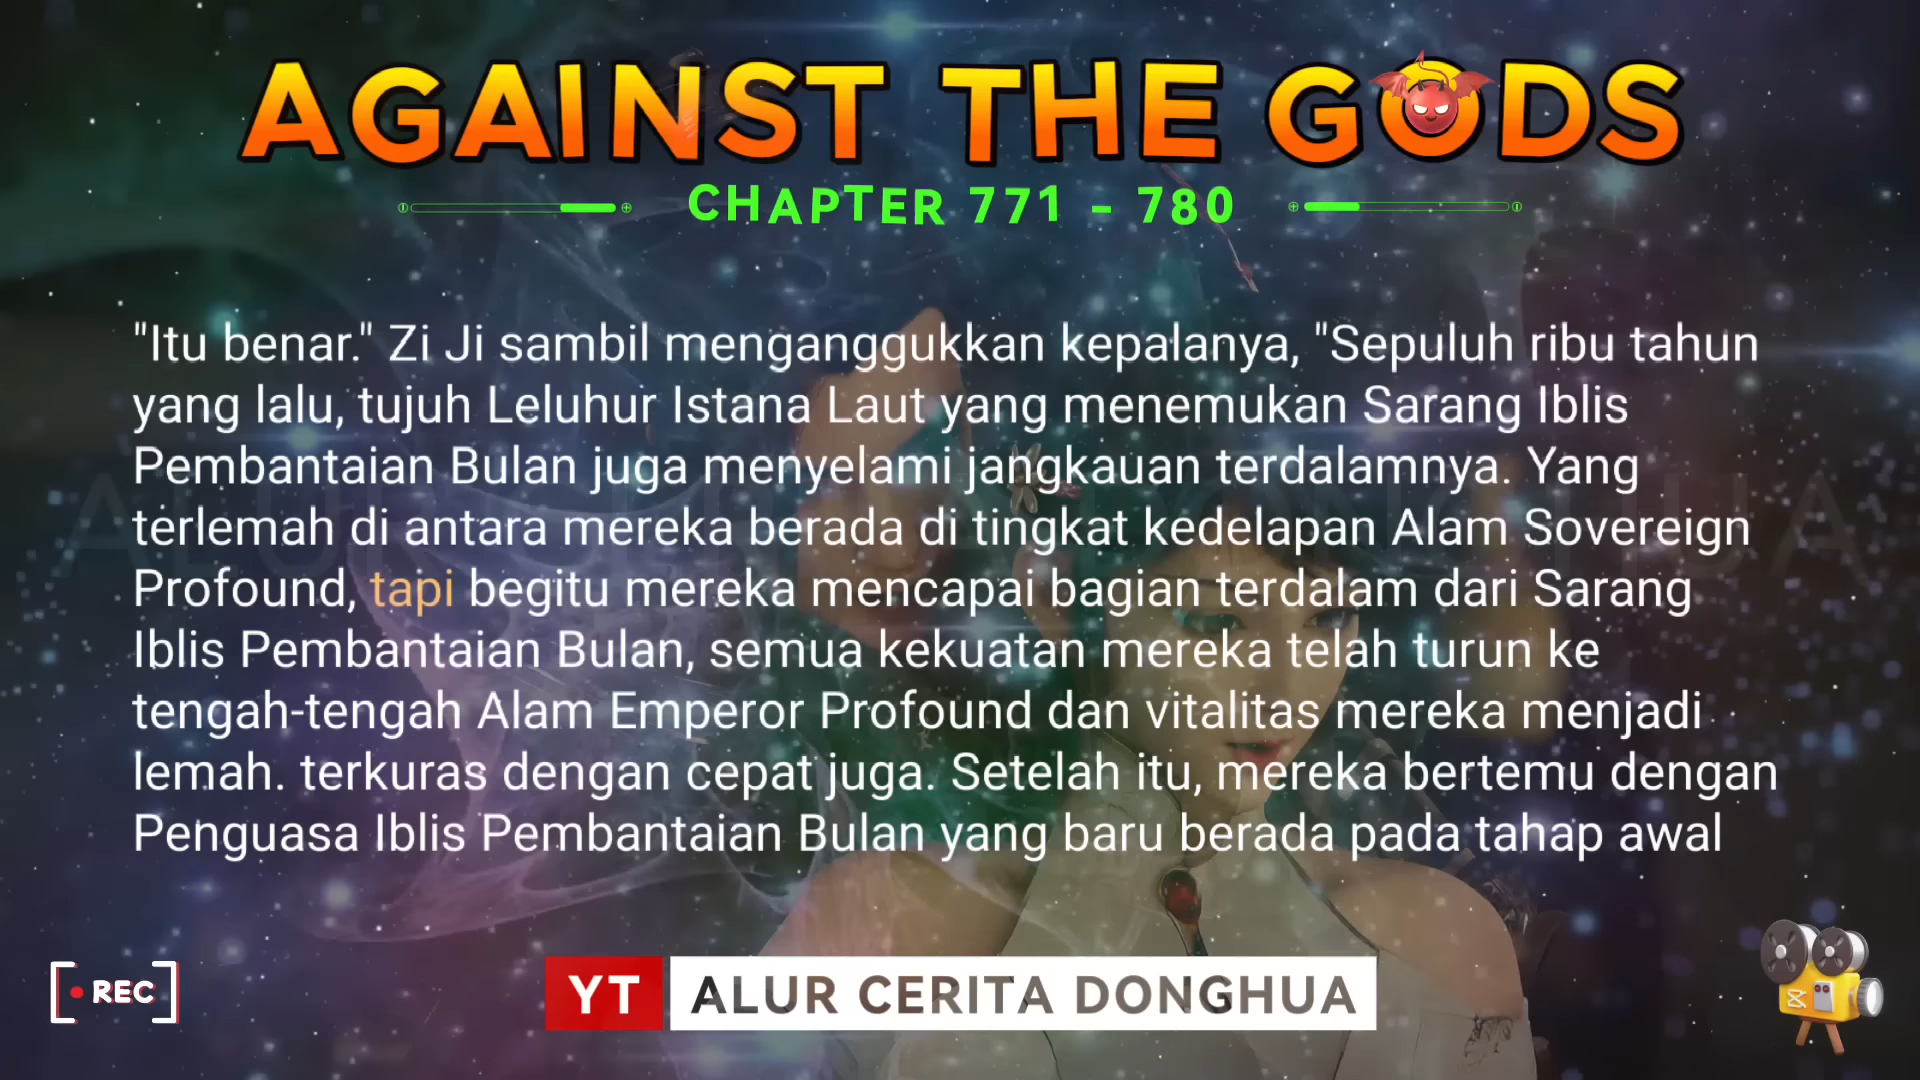 AGAINST THE GODS
CHAPTER 771 - 780
"Itu benar." Zi Ji sambil menganggukkan kepalanya, "Sepuluh ribu tahun
yang lalu, tujuh Leluhur Istana Laut yang menemukan Sarang Iblis
Pembantaian Bulan juga menyelami jangkauan terdalamnya. Yang
terlemah di antara mereka berada di tingkat kedelapan Alam Sovereign
Profound, tapi begitu mereka mencapai bagian terdalam dari Sarang
Iblis Pembantaian Bulan, semua kekuatan mereka telah turun ke
tengah-tengah Alam Emperor Profound dan vitalitas mereka menjadi
lemah. terkuras dengan cepat juga. Setelah itu, mereka bertemu dengan
Penguasa Iblis Pembantaian Bulan yang baru berada pada tahap awal
REC
YT ALUR CERITA DONGHUA